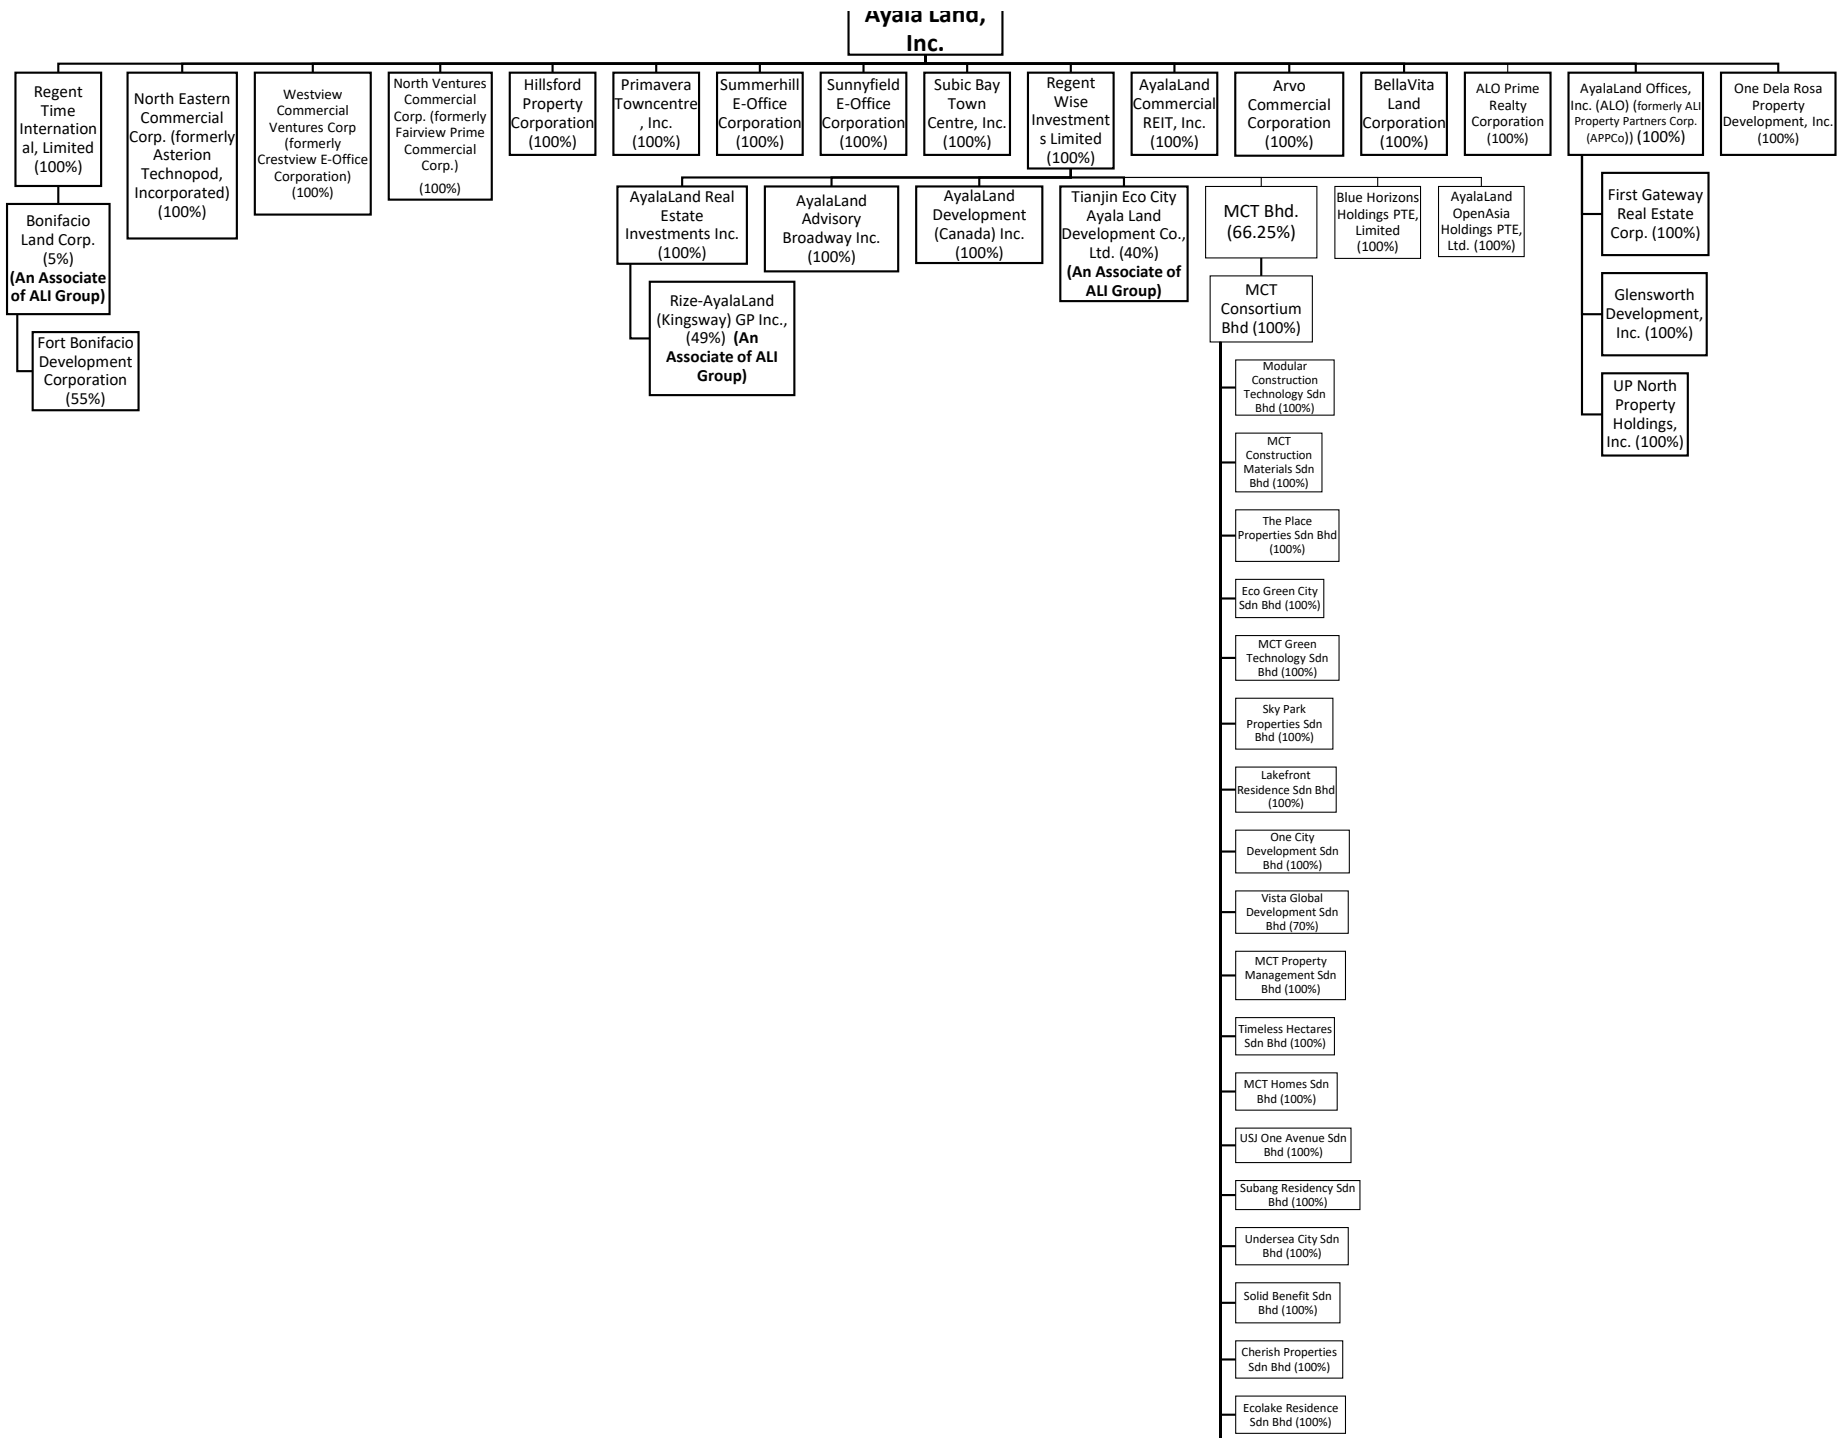 Ayala Land,
Inc.
Regent
Time
Internation
al, Limited
(100%)
North Eastern
Commercial
Corp. (formerly
Asterion
Technopod,
Incorporated)
(100%)
Westview
Commercial
Ventures Corp
(formerly
Crestview E-Office
Corporation)
(100%)
North Ventures
Commercial
Corp. (formerly
Fairview Prime
Commercial
Corp.)
(100%)
Hillsford
Property
Corporation
(100%)
Primavera
Towncentre
, Inc.
(100%)
Summerhill
E-Office
Corporation
(100%)
Sunnyfield
E-Office
Corporation
(100%)
Subic Bay
Town
Centre, Inc.
(100%)
Regent
Wise
Investment
s Limited
(100%)
AyalaLand
Commercial
REIT, Inc.
(100%)
Arvo
Commercial
Corporation
(100%)
BellaVita
Land
Corporation
(100%)
ALO Prime
Realty
Corporation
(100%)
AyalaLand Offices,
Inc. (ALO) (formerly ALI
Property Partners Corp.
(APPCo)) (100%)
One Dela Rosa
Property
Development, Inc.
(100%)
Bonifacio
Land Corp.
(5%)
(An Associate
of ALI Group)
Fort Bonifacio
Development
Corporation
(55%)
AyalaLand Real
Estate
Investments Inc.
(100%)
AyalaLand
Advisory
Broadway Inc.
(100%)
AyalaLand
Development
(Canada) Inc.
(100%)
Tianjin Eco City
Ayala Land
Development Co.,
Ltd. (40%)
(An Associate of
ALI Group)
MCT Bhd.
(66.25%)
Blue Horizons
Holdings PTE,
Limited
(100%)
AyalaLand
OpenAsia
Holdings PTE,
Ltd. (100%)
First Gateway
Real Estate
Corp. (100%)
Glensworth
Development,
Inc. (100%)
UP North
Property
Holdings,
Inc. (100%)
Rize-AyalaLand
(Kingsway) GP Inc.,
(49%) (An
Associate of ALI
Group)
MCT
Consortium
Bhd (100%)
Modular
Construction
Technology Sdn
Bhd (100%)
MCT
Construction
Materials Sdn
Bhd (100%)
The Place
Properties Sdn Bhd
(100%)
Eco Green City
Sdn Bhd (100%)
MCT Green
Technology Sdn
Bhd (100%)
Sky Park
Properties Sdn
Bhd (100%)
Lakefront
Residence Sdn Bhd
(100%)
One City
Development Sdn
Bhd (100%)
Vista Global
Development Sdn
Bhd (70%)
MCT Property
Management Sdn
Bhd (100%)
Timeless Hectares
Sdn Bhd (100%)
MCT Homes Sdn
Bhd (100%)
USJ One Avenue Sdn
Bhd (100%)
Subang Residency Sdn
Bhd (100%)
Undersea City Sdn
Bhd (100%)
Solid Benefit Sdn
Bhd (100%)
Cherish Properties
Sdn Bhd (100%)
Ecolake Residence
Sdn Bhd (100%)